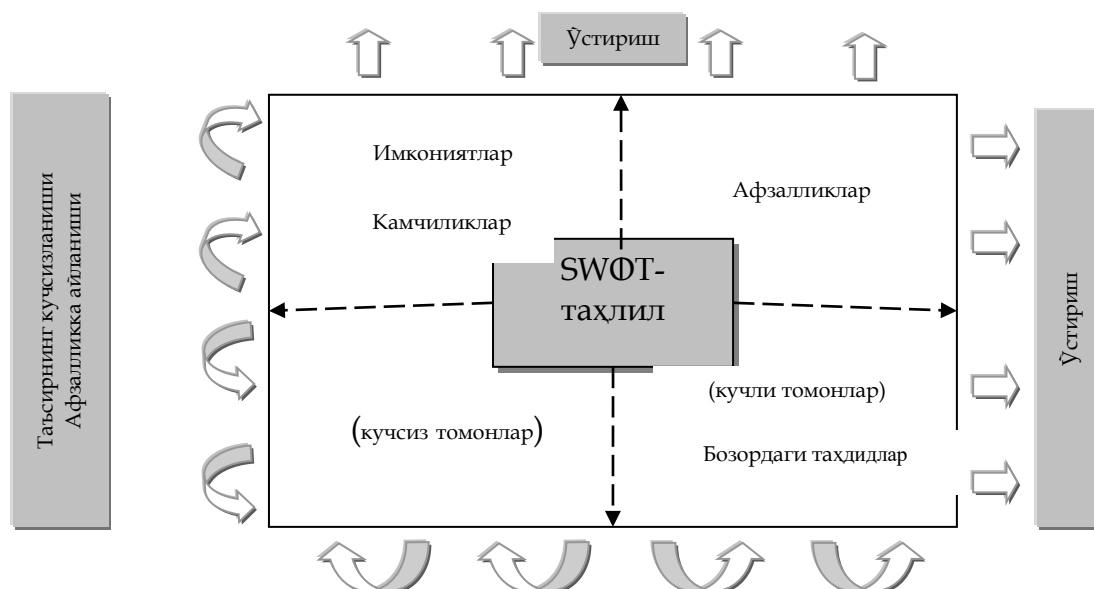 Ўстириш
Таъсирнинг кучсизланиши
Афзалликка айланиши
Имкониятлар
Афзалликлар
Камчиликлар
SWOT-
таҳлил
Ўстириш
(кучли томонлар)
(кучсиз томонлар)
Бозордаги таҳдидлар